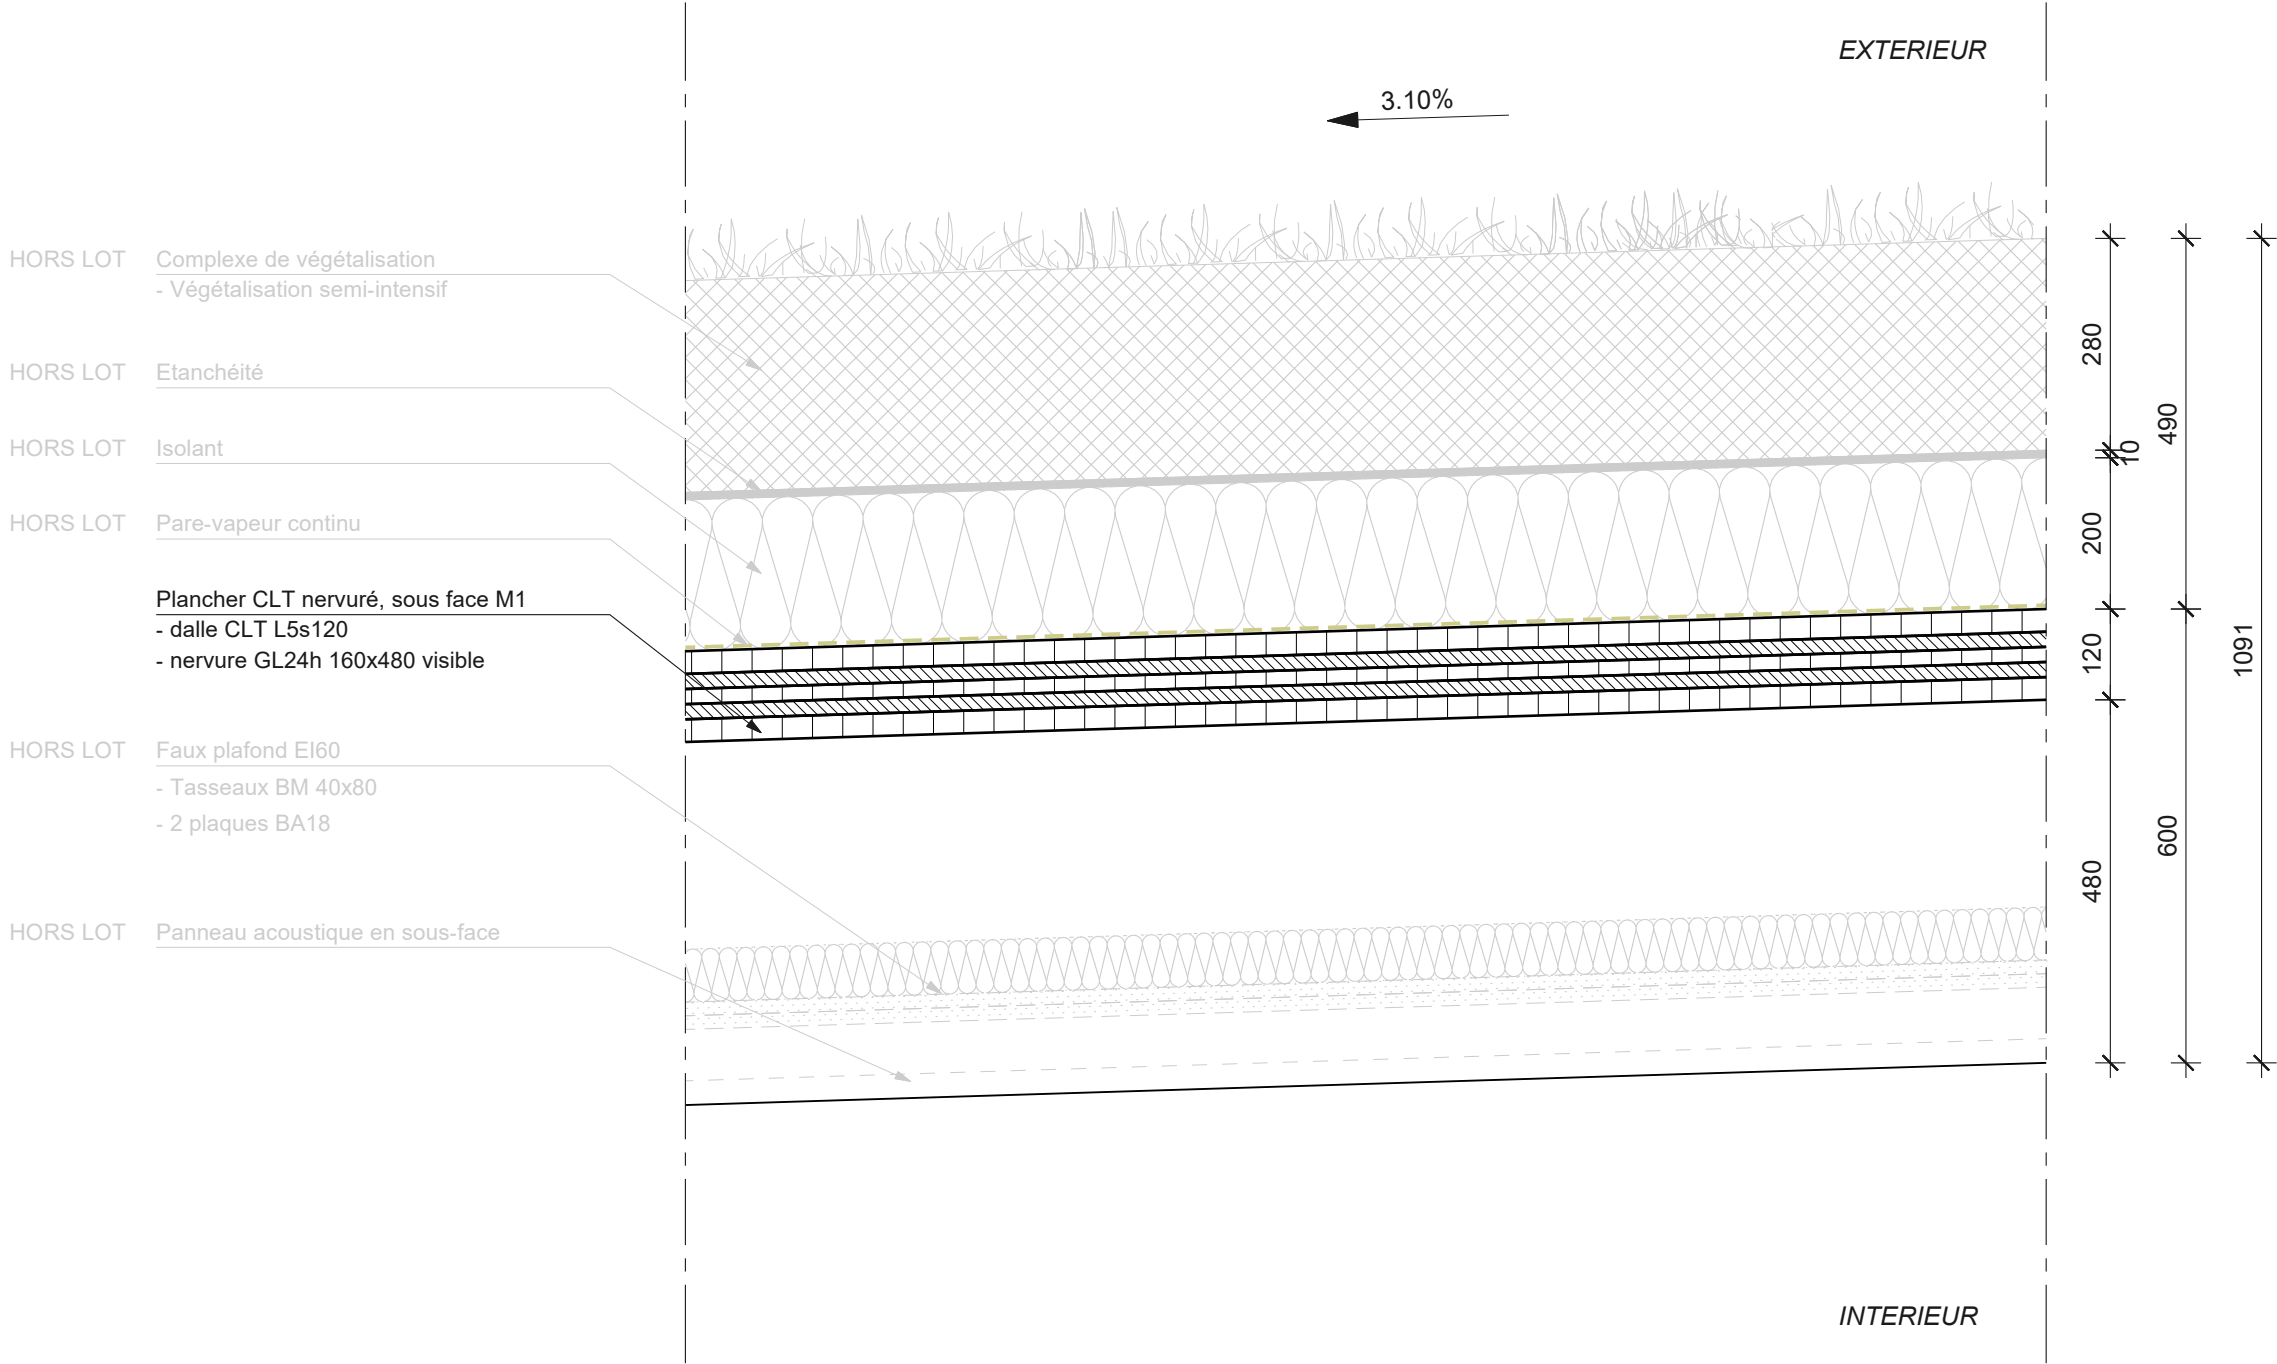 EXTERIEUR
3.10%
HORS LOT Complexe de végétalisation
- Végétalisation semi-intensif
HORS LOT Etanchéité
HORS LOT Isolant
HORS LOT Pare-vapeur continu
Plancher CLT nervuré, sous face M1
- dalle CLT L5s120
- nervure GL24h 160x480 visible
HORS LOT Faux plafond EI60
- Tasseaux BM 40x80
- 2 plaques BA18
HORS LOT Panneau acoustique en sous-face
280
10
200
120
480
490
600
1091
INTERIEUR